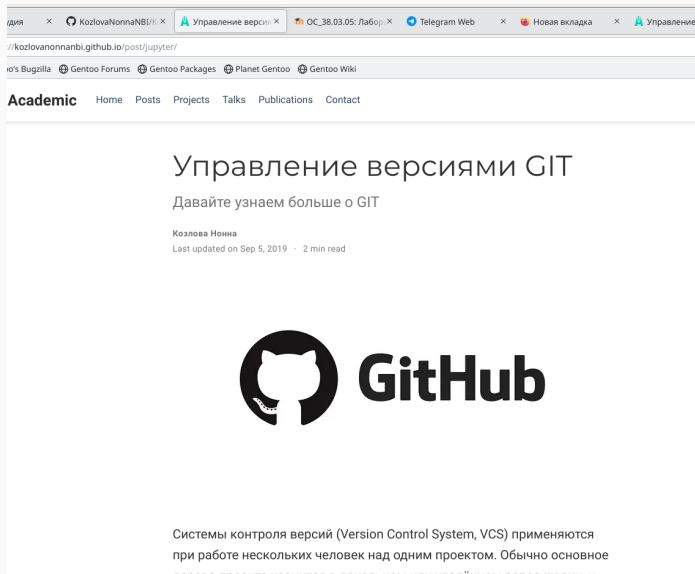 удия
KozlovaNonnaNBI/К
Управление версия
ОС_38.03.05: Лабор
Telegram Web
Новая вкладка
Управление
://kozlovanonnanbi.github.io/post/jupyter/
oo's Bugzilla Gentoo Forums Gentoo Packages Planet Gentoo Gentoo Wiki
Academic Home Posts Projects Talks Publications Contact
Управление версиями GIT
Давайте узнаем больше о GIT
Козлова Нонна
Last updated on Sep 5, 2019 · 2 min read
GitHub
Системы контроля версий (Version Control System, VCS) применяются
при работе нескольких человек над одним проектом. Обычно основное